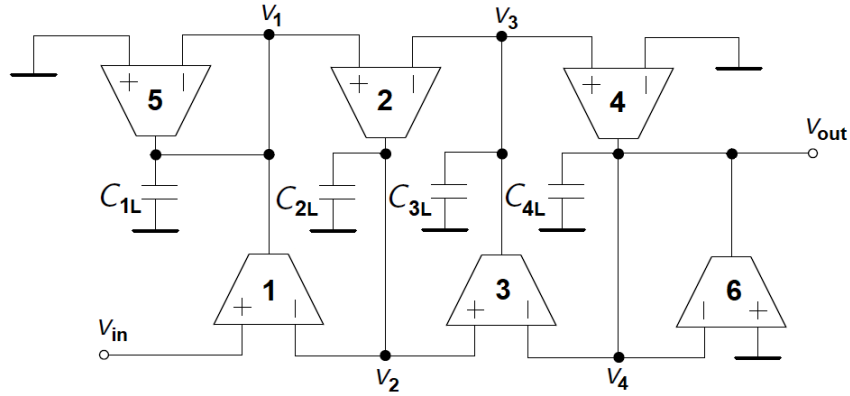 V1 V3
+ − + − + −
5 2 4
Vout
C1L C2L C3L C4L
1 3 6
+ − + − − +
Vin
V2 V4